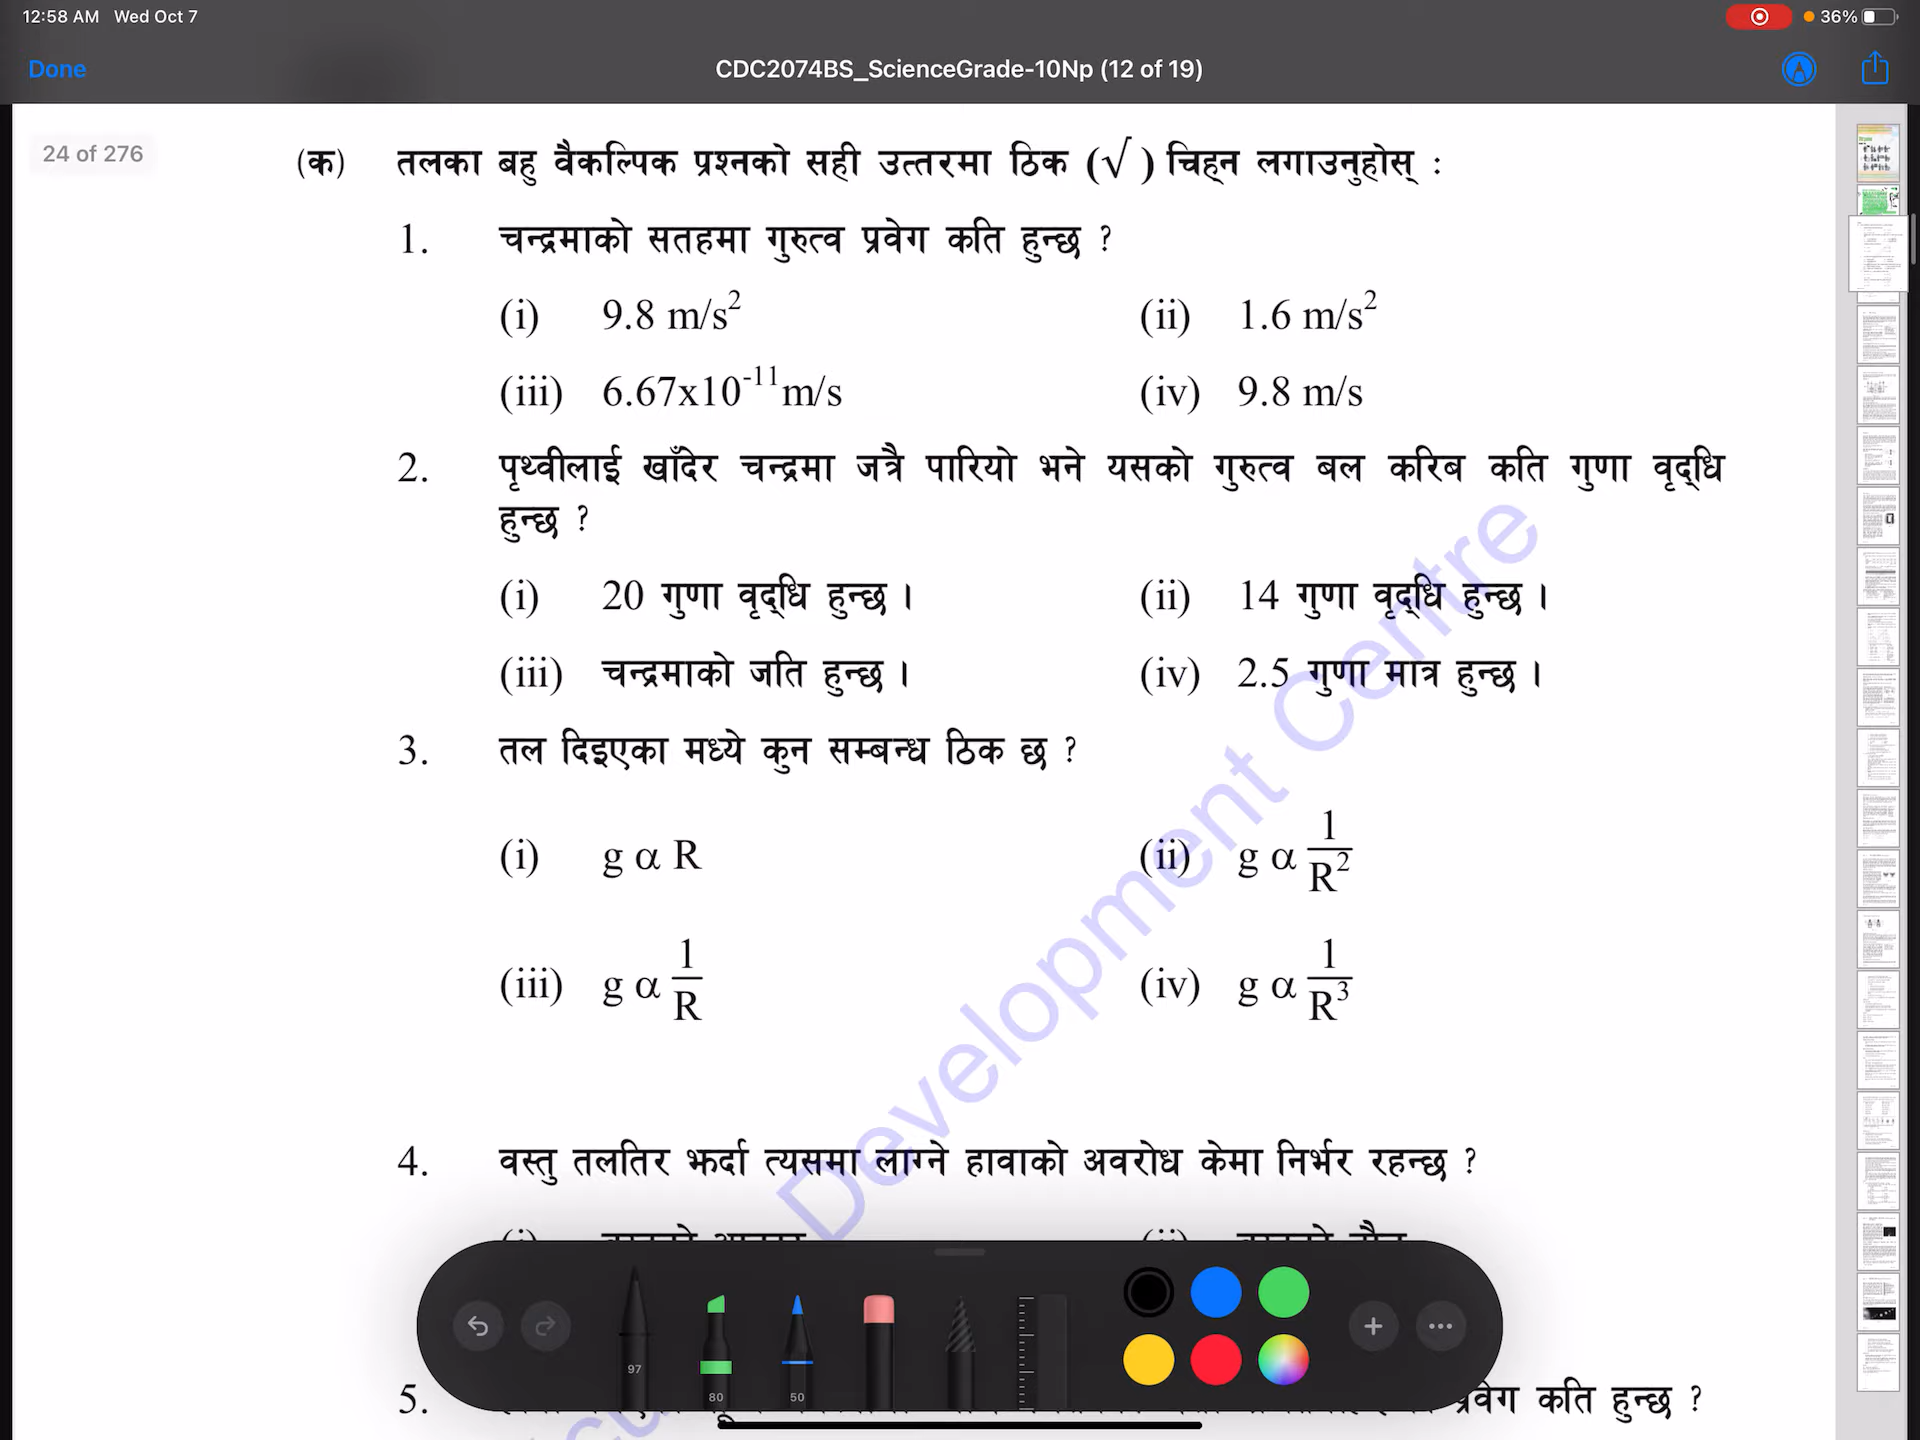 12:58 AM Wed Oct 7
36%
Done
CDC2074BS_ScienceGrade-10Np (12 of 19)
24 of 276
(क) तलका बहु वैकल्पिक प्रश्नको सही उत्तरमा ठिक (√ ) चिह्न लगाउनुहोस् :
1. चन्द्रमाको सतहमा गुरुत्व प्रवेग कति हुन्छ ?
(i) 9.8 m/s² (ii) 1.6 m/s²
(iii) 6.67x10⁻¹¹m/s (iv) 9.8 m/s
2. पृथ्वीलाई खाँदेर चन्द्रमा जत्रै पारियो भने यसको गुरुत्व बल करिब कति गुणा वृद्धि
हुन्छ ?
(i) 20 गुणा वृद्धि हुन्छ । (ii) 14 गुणा वृद्धि हुन्छ ।
(iii) चन्द्रमाको जति हुन्छ । (iv) 2.5 गुणा मात्र हुन्छ ।
3. तल दिइएका मध्ये कुन सम्बन्ध ठिक छ ?
(i) g α R (ii) g α 1/R²
(iii) g α 1/R (iv) g α 1/R³
4. वस्तु तलतिर झर्दा त्यसमा लाग्ने हावाको अवरोध केमा निर्भर रहन्छ ?
5. प्रवेग कति हुन्छ ?
Development Centre
97
80
50